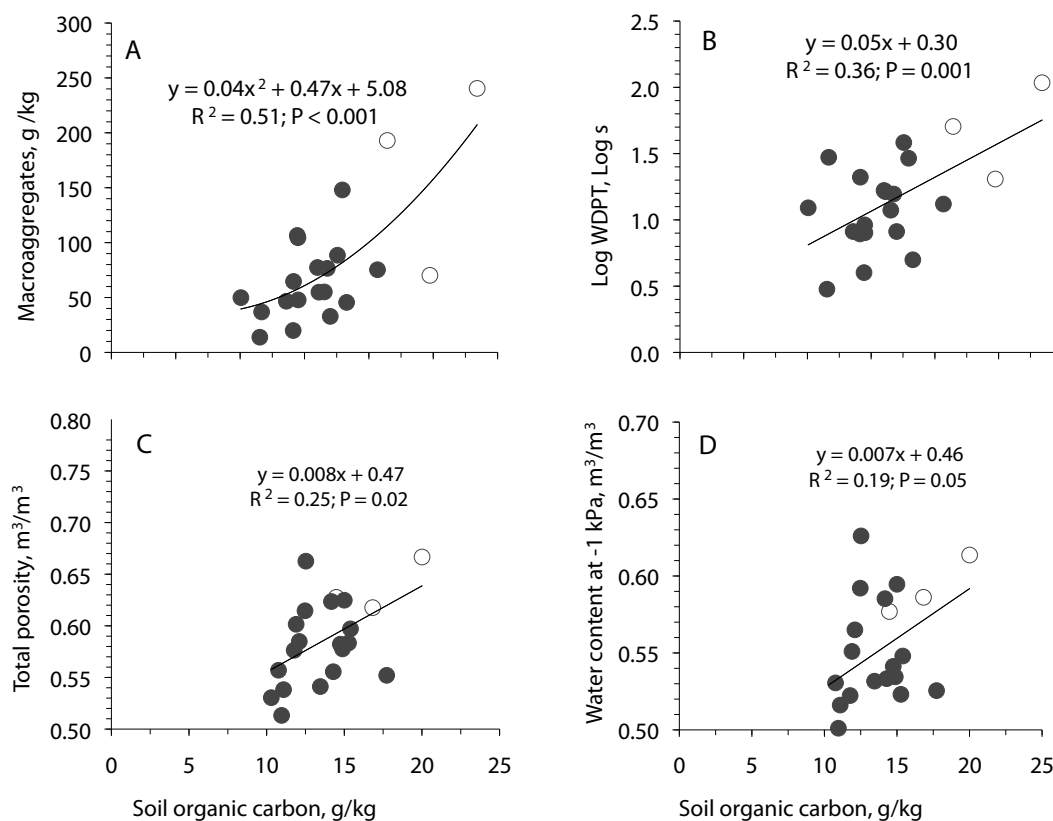 A
y = 0.04x² + 0.47x + 5.08
R² = 0.51; P < 0.001
Macroaggregates, g /kg
300
250
200
150
100
50
0
B
y = 0.05x + 0.30
R² = 0.36; P = 0.001
Log WDPT, Log s
2.5
2.0
1.5
1.0
0.5
0.0
C
y = 0.008x + 0.47
R² = 0.25; P = 0.02
Total porosity, m³/m³
0.80
0.75
0.70
0.65
0.60
0.55
0.50
0 5 10 15 20 25
Soil organic carbon, g/kg
D
y = 0.007x + 0.46
R² = 0.19; P = 0.05
Water content at -1 kPa, m³/m³
0.70
0.65
0.60
0.55
0.50
0 5 10 15 20 25
Soil organic carbon, g/kg